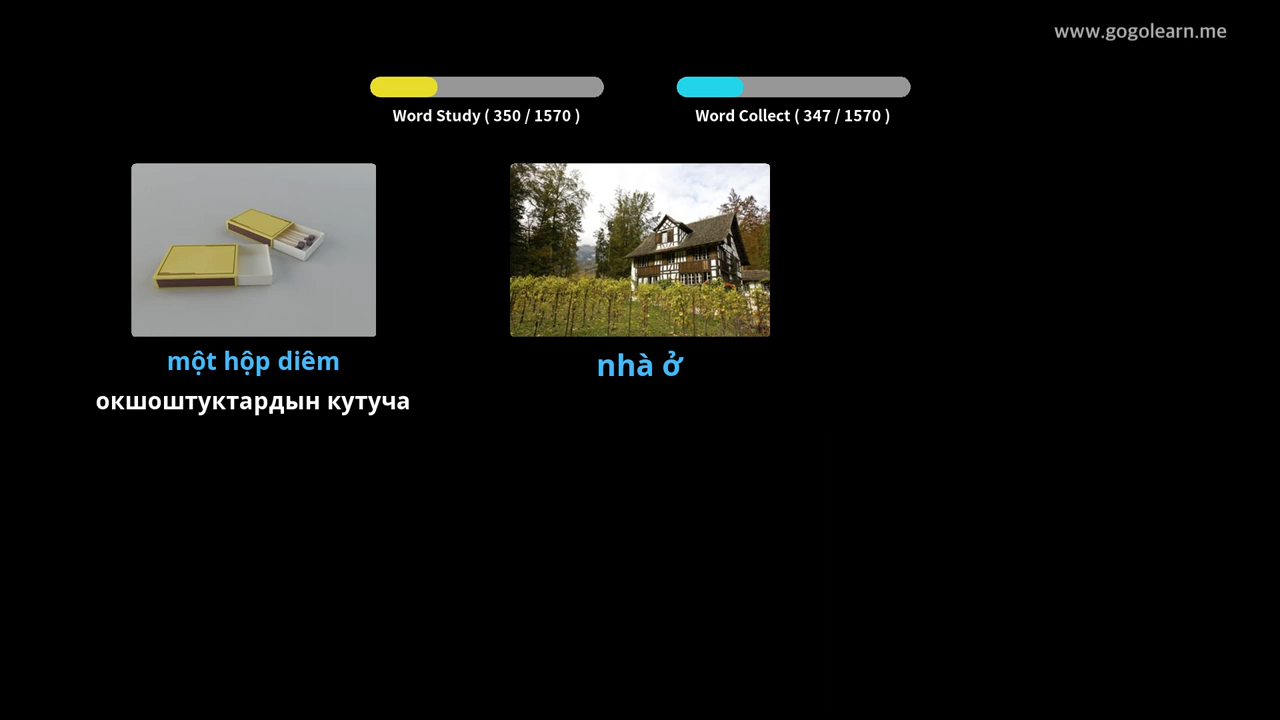 www.gogolearn.me
Word Study ( 350 / 1570 )
Word Collect ( 347 / 1570 )
một hộp diêm
окшоштуктардын кутуча
nhà ở